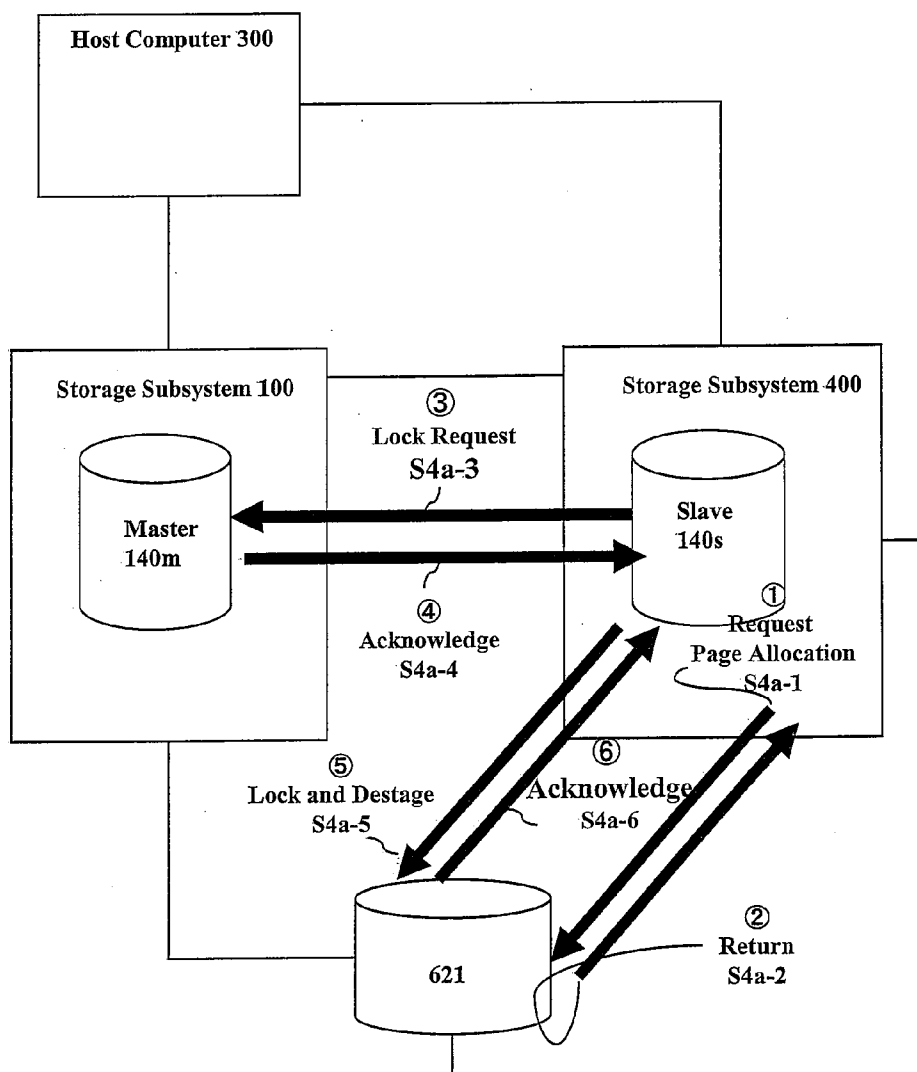 Host Computer 300
Storage Subsystem 100
Storage Subsystem 400
③
Lock Request
S4a-3
Master
140m
Slave
140s
①
Request
Page Allocation
S4a-1
④
Acknowledge
S4a-4
⑤
Lock and Destage
S4a-5
⑥
Acknowledge
S4a-6
②
Return
S4a-2
621